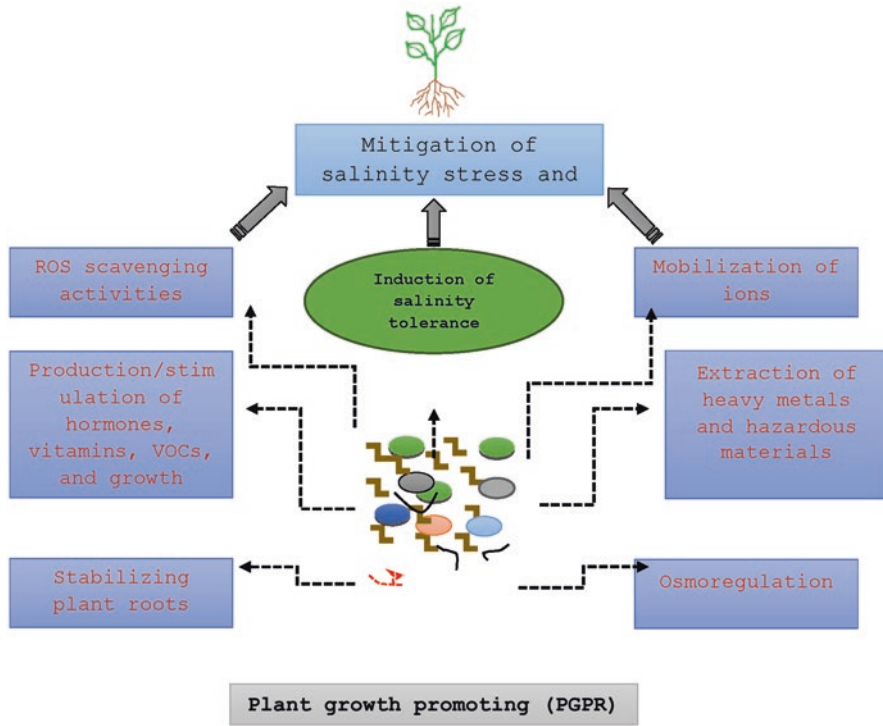 Mitigation of
salinity stress and
ROS scavenging
activities
Induction of
salinity
tolerance
Mobilization of
ions
Production/stim
ulation of
hormones,
vitamins, VOCs,
and growth
Extraction of
heavy metals
and hazardous
materials
Stabilizing
plant roots
Osmoregulation
Plant growth promoting (PGPR)